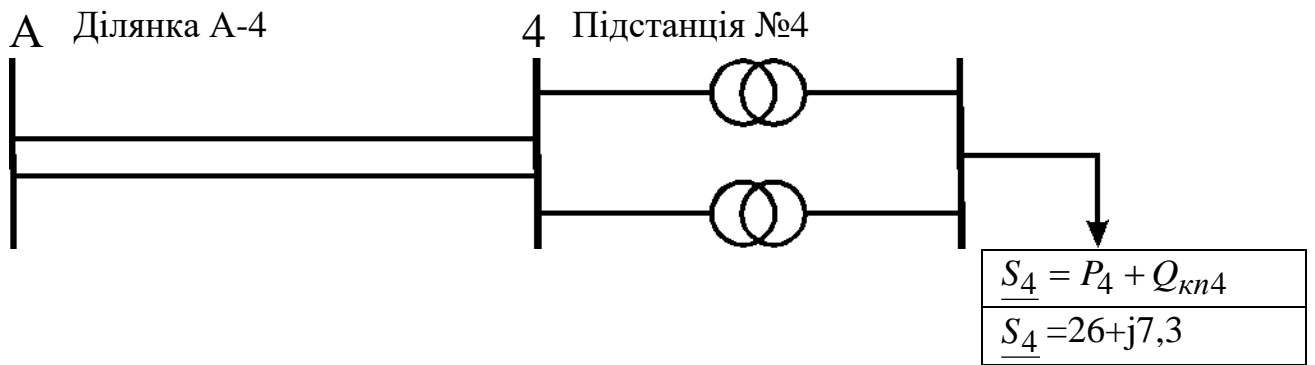 А Ділянка А-4 4 Підстанція №4
S4 = P4 + Qкп4
S4 =26+j7,3